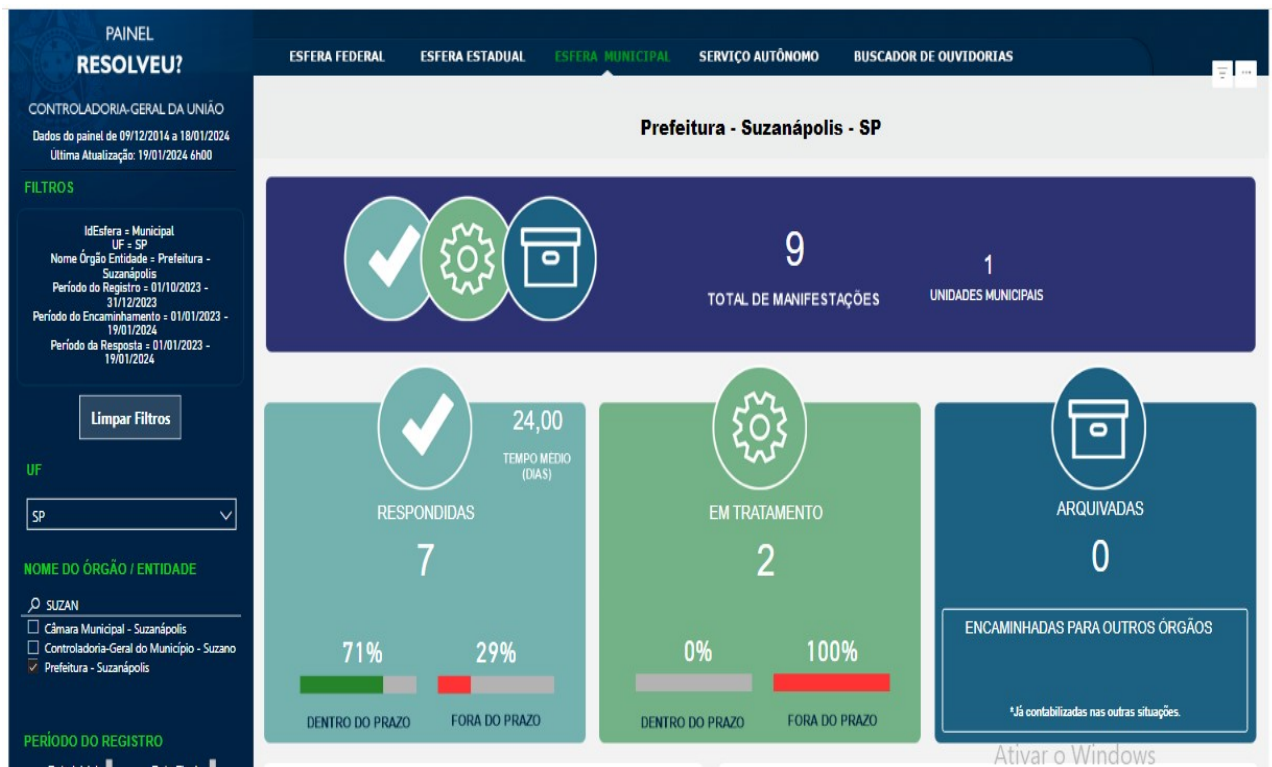 PAINEL
RESOLVEU?
CONTROLADORIA-GERAL DA UNIÃO
Dados do painel de 09/12/2014 a 18/01/2024
Última Atualização: 19/01/2024 6h00
FILTROS
IdEsfera = Municipal
UF = SP
Nome Órgão Entidade = Prefeitura -
Suzanápolis
Período do Registro = 01/10/2023 -
31/12/2023
Período do Encaminhamento = 01/01/2023 -
19/01/2024
Período da Resposta = 01/01/2023 -
19/01/2024
Limpar Filtros
UF
SP
NOME DO ÓRGÃO / ENTIDADE
SUZAN
Câmara Municipal - Suzanápolis
Controladoria-Geral do Município - Suzano
Prefeitura - Suzanápolis
PERÍODO DO REGISTRO
ESFERA FEDERAL ESFERA ESTADUAL ESFERA MUNICIPAL SERVIÇO AUTÔNOMO BUSCADOR DE OUVIDORIAS
Prefeitura - Suzanápolis - SP
9
TOTAL DE MANIFESTAÇÕES
1
UNIDADES MUNICIPAIS
24,00
TEMPO MÉDIO
(DIAS)
RESPONDIDAS
7
71% 29%
DENTRO DO PRAZO FORA DO PRAZO
EM TRATAMENTO
2
0% 100%
DENTRO DO PRAZO FORA DO PRAZO
ARQUIVADAS
0
ENCAMINHADAS PARA OUTROS ÓRGÃOS
*Já contabilizadas nas outras situações.
Ativar o Windows